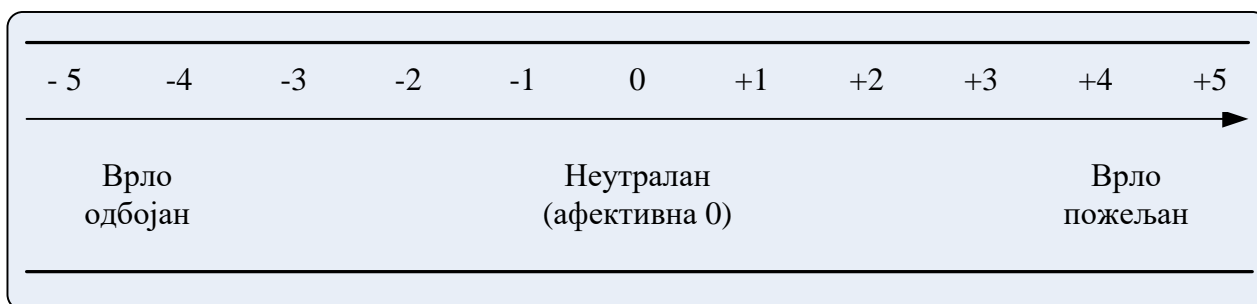 - 5 -4 -3 -2 -1 0 +1 +2 +3 +4 +5
Врло Неутралан Врло
одбојан (афективна 0) пожељан